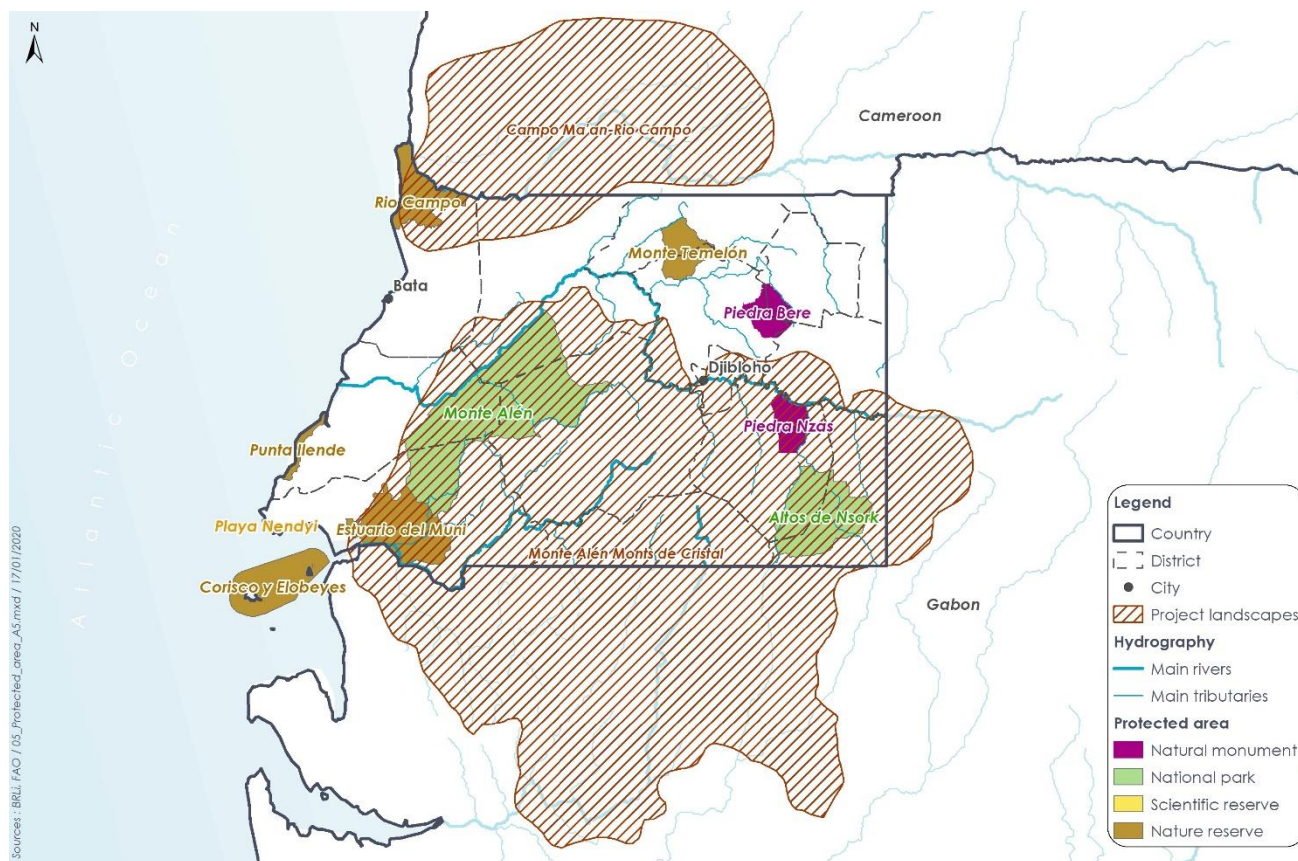 N
Cameroon
Campo Ma'an-Rio Campo
Rio Campo
Monte Temelón
Bata
Piedra Bere
Djibloho
Monte Alén
Piedra Nzas
Punta Ilende
Altos de Nsork
Playa Nendyi
Estuario del Muni
Monte Alén Monts de Cristal
Corisco y Elobeyes
Gabon
Atlantic Ocean
Legend
Country
District
City
Project landscapes
Hydrography
Main rivers
Main tributaries
Protected area
Natural monument
National park
Scientific reserve
Nature reserve
Sources : BRLi, FAO / 05_Protected_area_A5.mxd / 17/01/2020